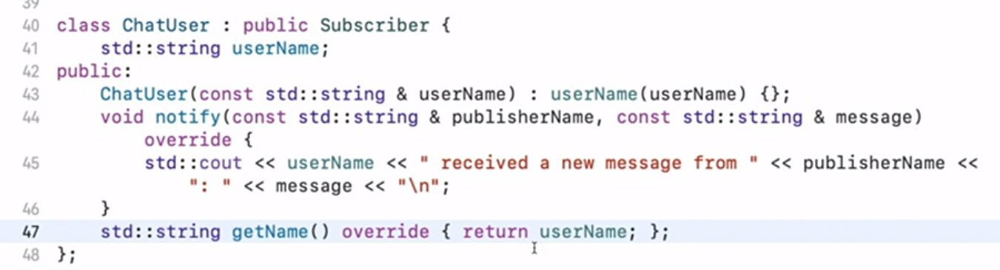 39
40 class ChatUser : public Subscriber {
41 std::string userName;
42 public:
43 ChatUser(const std::string & userName) : userName(userName) {};
44 void notify(const std::string & publisherName, const std::string & message)
override {
45 std::cout << userName << " received a new message from " << publisherName <<
": " << message << "\n";
46 }
47 std::string getName() override { return userName; };
48 };